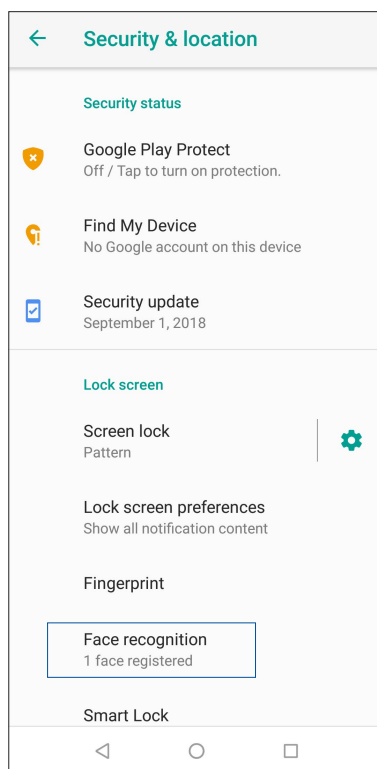 Security & location
Security status
Google Play Protect
Off / Tap to turn on protection.
Find My Device
No Google account on this device
Security update
September 1, 2018
Lock screen
Screen lock
Pattern
Lock screen preferences
Show all notification content
Fingerprint
Face recognition
1 face registered
Smart Lock